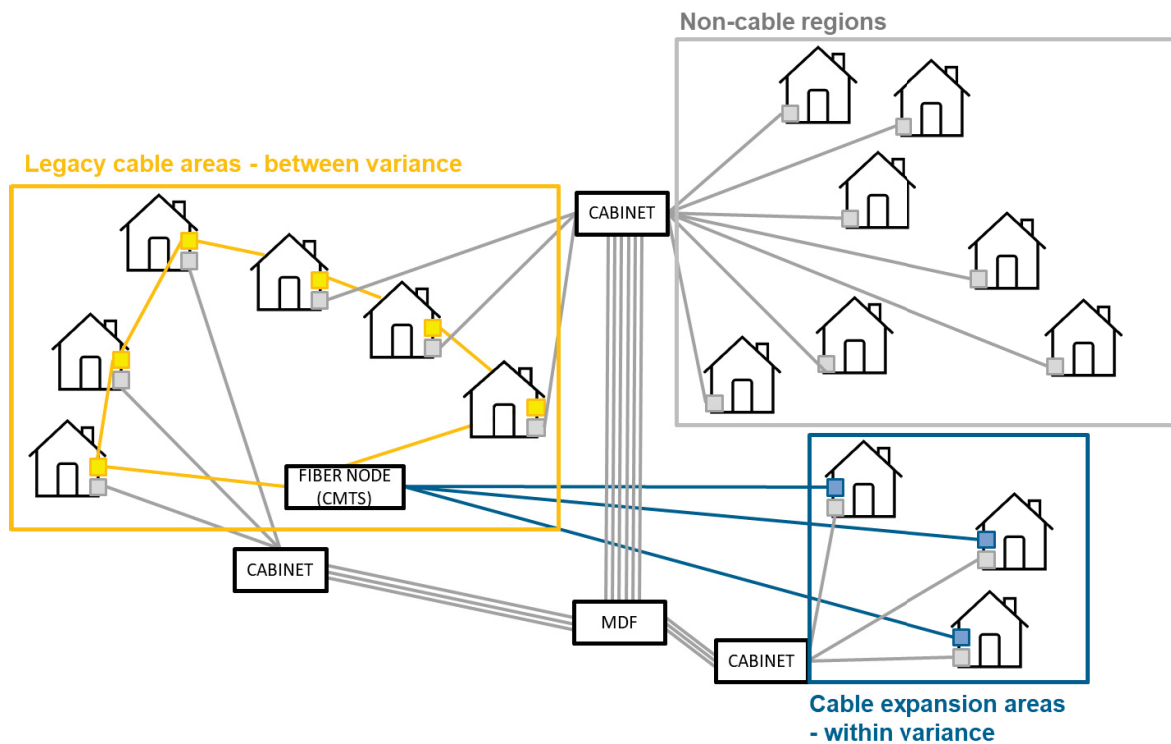 Non-cable regions
Legacy cable areas - between variance
CABINET
FIBER NODE
(CMTS)
CABINET
MDF
CABINET
Cable expansion areas
- within variance